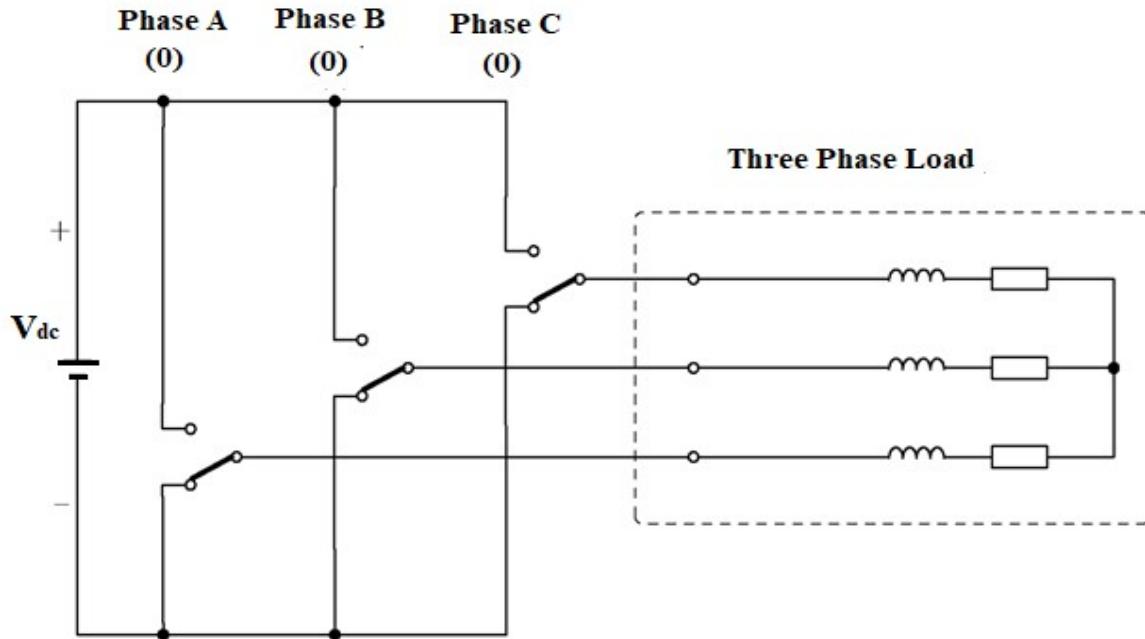 Phase A
(0)
Phase B
(0)
Phase C
(0)
Three Phase Load
+
Vdc
−